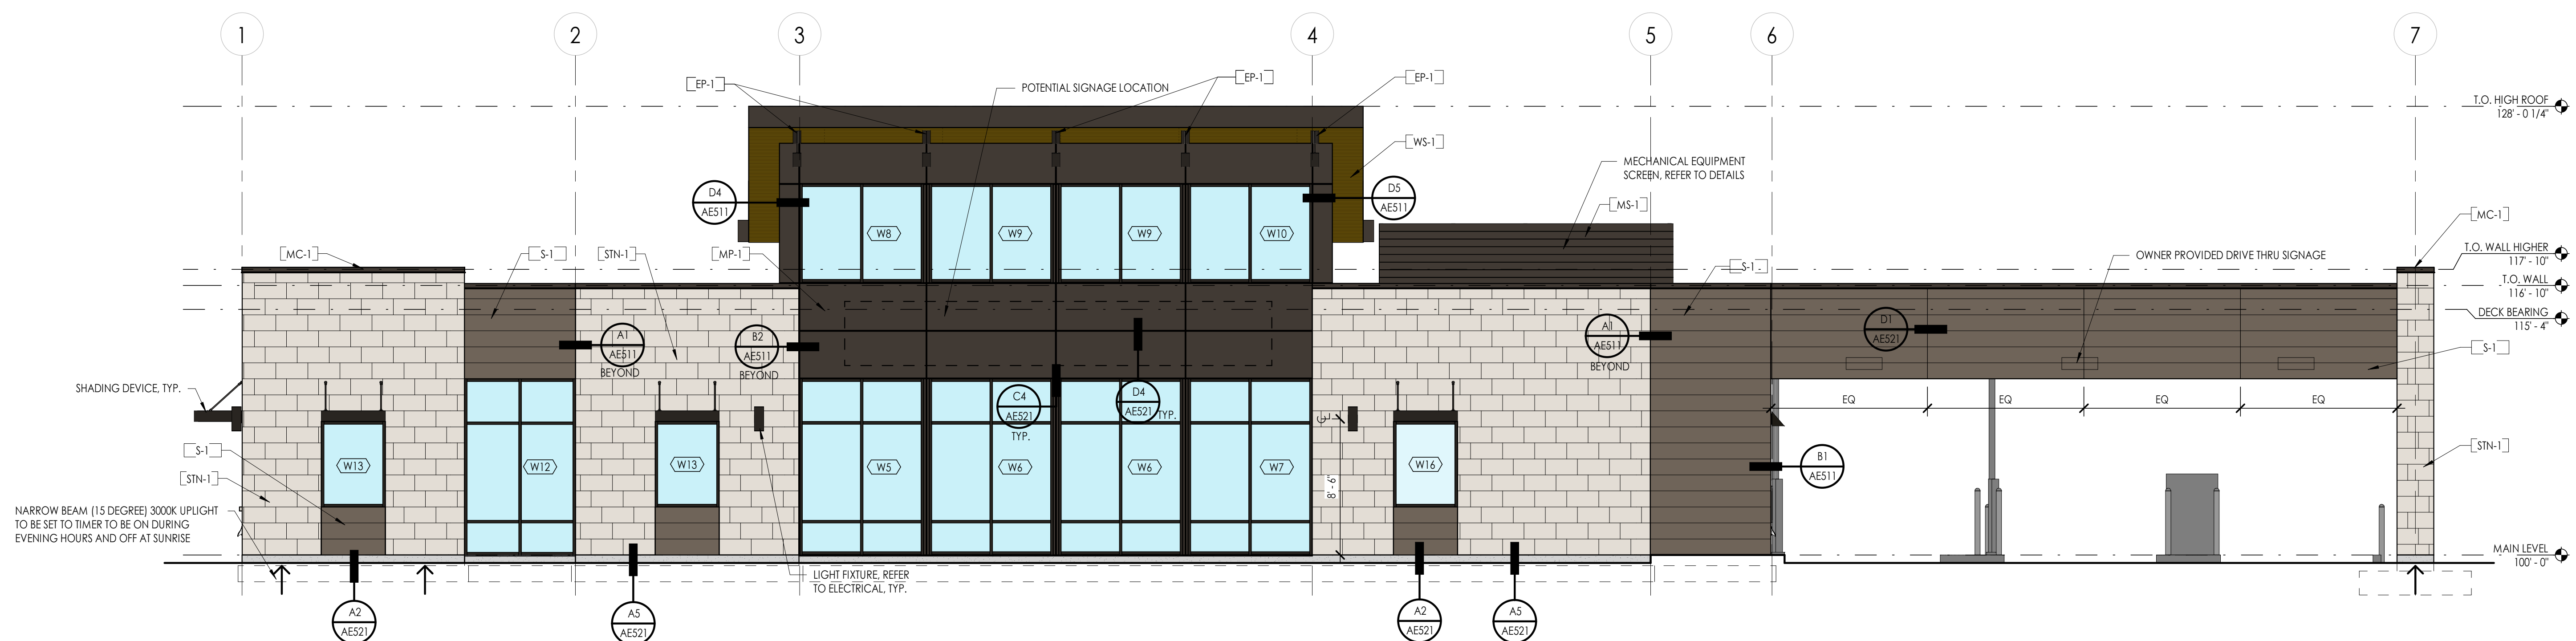 1
2
3
4
5
6
7
EP-1
POTENTIAL SIGNAGE LOCATION
EP-1
EP-1
T.O. HIGH ROOF
128' - 0 1/4"
WS-1
MECHANICAL EQUIPMENT
SCREEN, REFER TO DETAILS
D4
AE511
D5
AE511
MS-1
MC-1
W8
W9
W9
W10
MC-1
S-1
STN-1
MP-1
S-1
OWNER PROVIDED DRIVE THRU SIGNAGE
T.O. WALL HIGHER
117' - 10"
T.O. WALL
116' - 10"
DECK BEARING
115' - 4"
A1
AE511
BEYOND
B2
AE511
BEYOND
A1
AE511
BEYOND
D1
AE521
S-1
SHADING DEVICE, TYP.
C4
AE521
TYP.
D4
AE521
TYP.
CL
EQ
EQ
EQ
EQ
S-1
STN-1
W13
W12
W13
W5
W6
W6
W7
W16
8' - 6"
B1
AE511
STN-1
NARROW BEAM (15 DEGREE) 3000K UPLIGHT
TO BE SET TO TIMER TO BE ON DURING
EVENING HOURS AND OFF AT SUNRISE
LIGHT FIXTURE, REFER
TO ELECTRICAL, TYP.
MAIN LEVEL
100' - 0"
A2
AE521
A5
AE521
A2
AE521
A5
AE521